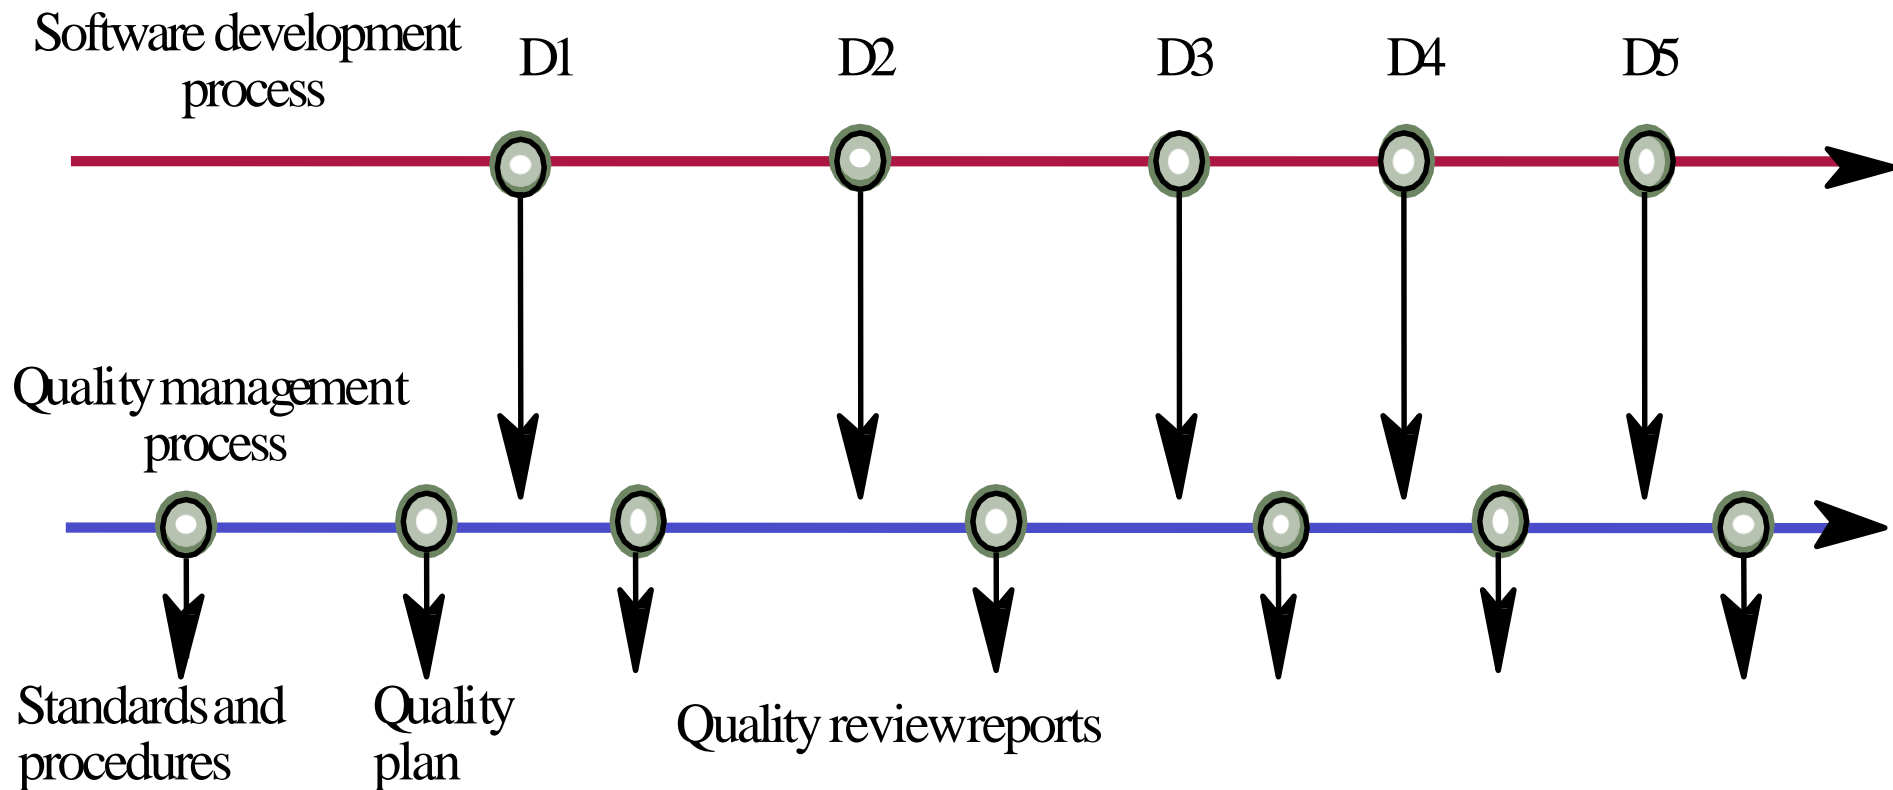 Software development
process
D1
D2
D3
D4
D5
Quality management
process
Standards and
procedures
Quality
plan
Quality review reports